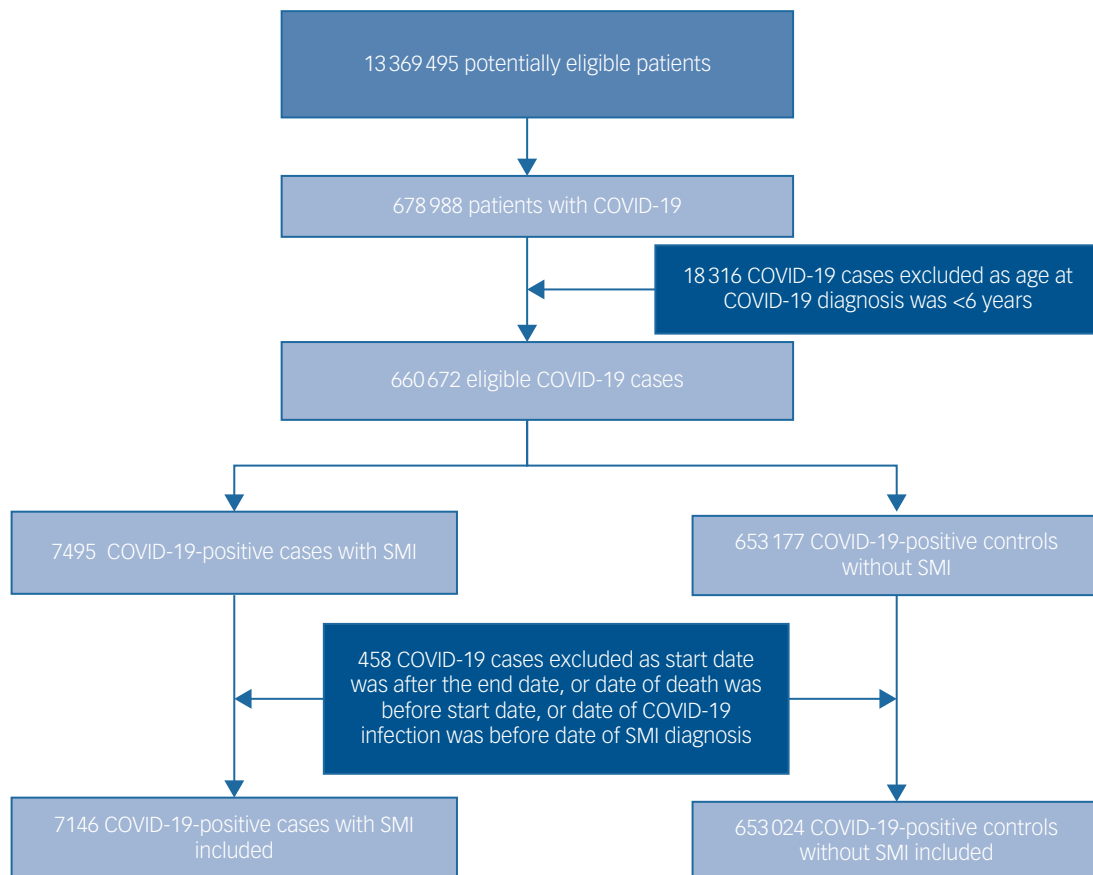 13 369 495 potentially eligible patients
678 988 patients with COVID-19
18 316 COVID-19 cases excluded as age at
COVID-19 diagnosis was <6 years
660 672 eligible COVID-19 cases
7495 COVID-19-positive cases with SMI
653 177 COVID-19-positive controls
without SMI
458 COVID-19 cases excluded as start date
was after the end date, or date of death was
before start date, or date of COVID-19
infection was before date of SMI diagnosis
7146 COVID-19-positive cases with SMI
included
653 024 COVID-19-positive controls
without SMI included